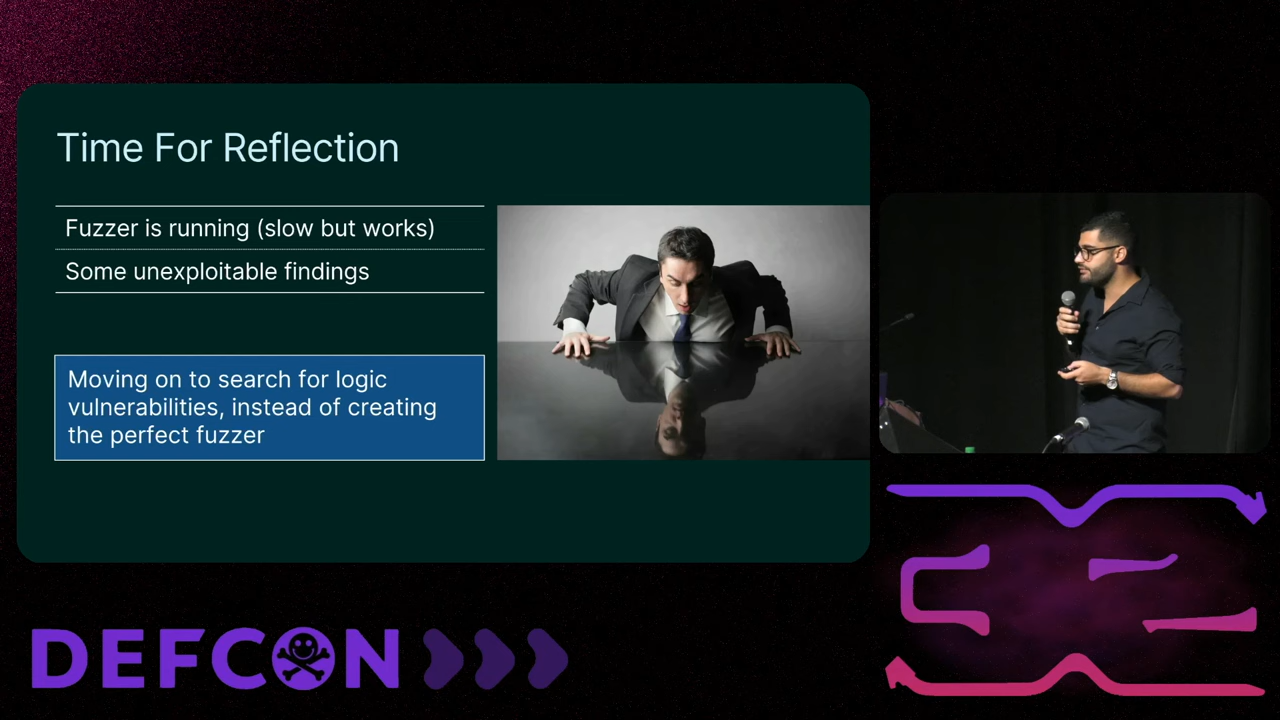 Time For Reflection
Fuzzer is running (slow but works)
Some unexploitable findings
Moving on to search for logic
vulnerabilities, instead of creating
the perfect fuzzer
DEFCON